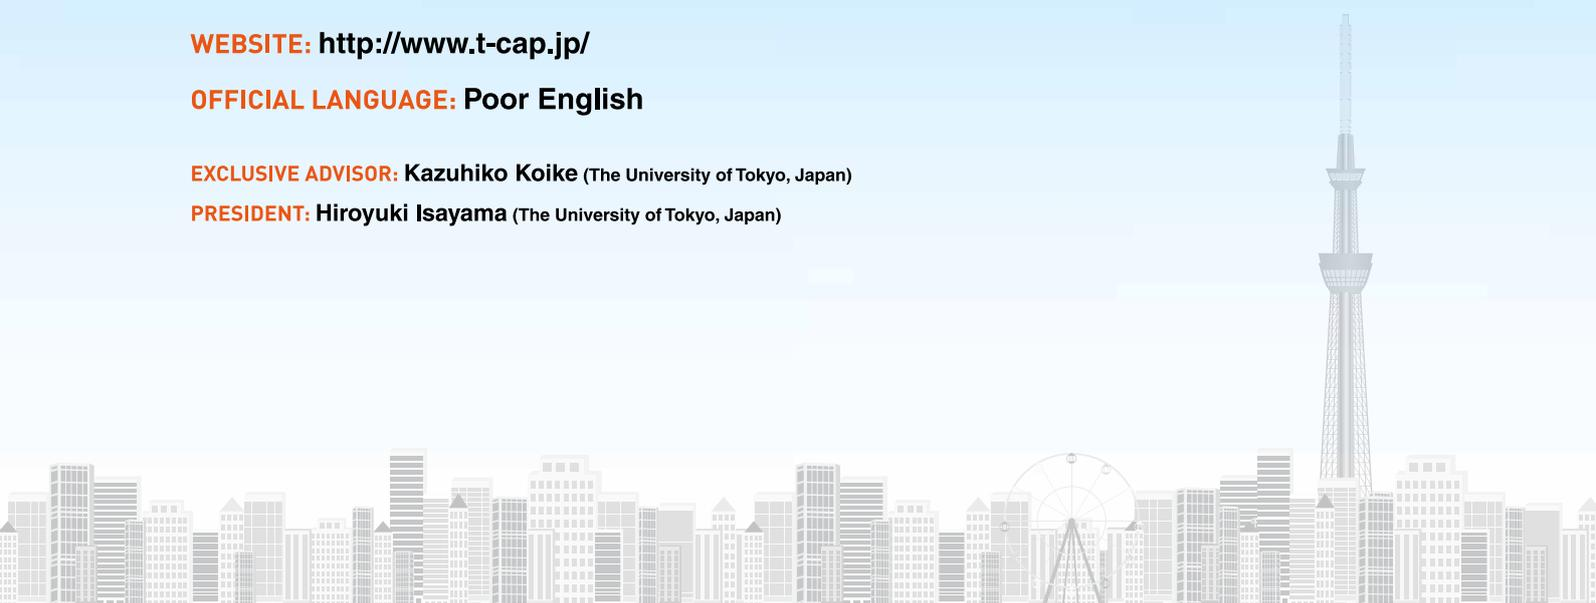 WEBSITE: http://www.t-cap.jp/
OFFICIAL LANGUAGE: Poor English
EXCLUSIVE ADVISOR: Kazuhiko Koike (The University of Tokyo, Japan)
PRESIDENT: Hiroyuki Isayama (The University of Tokyo, Japan)